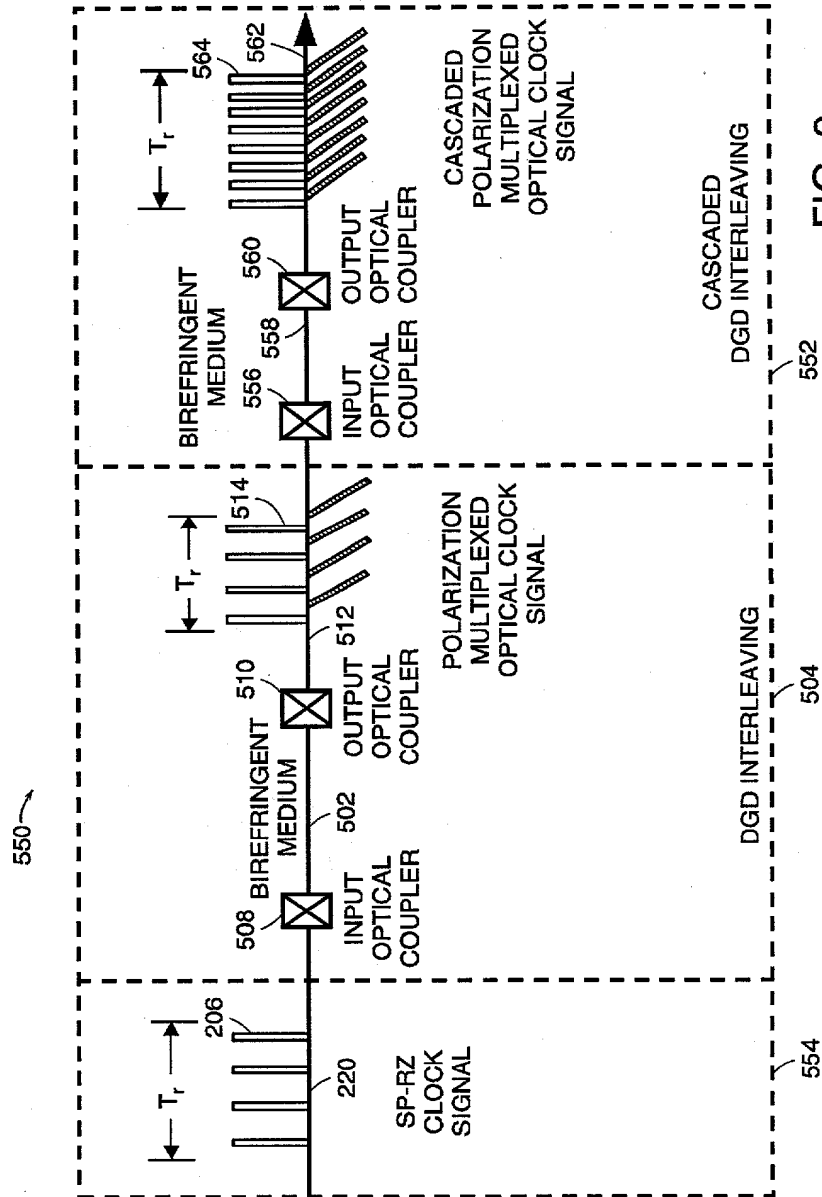 550
T_r
206
220
SP-RZ
CLOCK
SIGNAL
554
BIREFRINGENT
MEDIUM
508
502
510
INPUT
OPTICAL
COUPLER
OUTPUT
OPTICAL
COUPLER
T_r
514
512
POLARIZATION
MULTIPLEXED
OPTICAL CLOCK
SIGNAL
DGD INTERLEAVING
504
BIREFRINGENT
MEDIUM
556
558
560
INPUT
OPTICAL
COUPLER
OUTPUT
OPTICAL
COUPLER
T_r
564
562
CASCADED
POLARIZATION
MULTIPLEXED
OPTICAL CLOCK
SIGNAL
CASCADED
DGD INTERLEAVING
552
FIG.